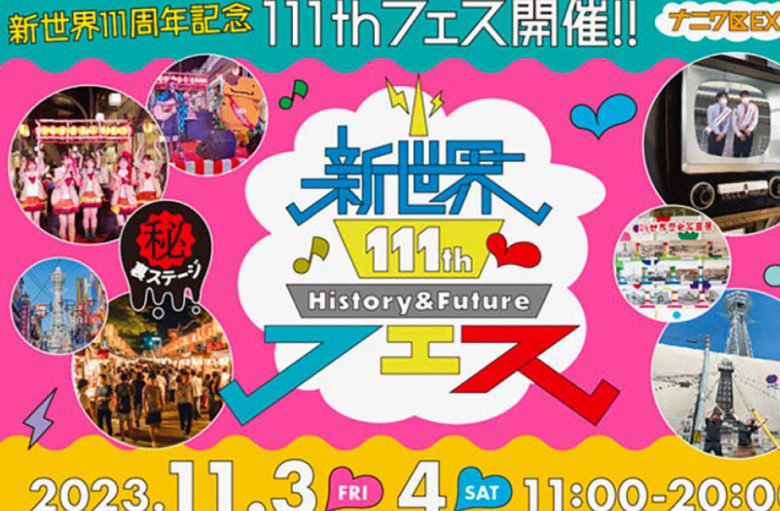 新世界111周年記念 111thフェス開催!!
ナニワ区EX
秘
裏ステージ
新世界
111th
History&Future
フェス
2023.11.3 FRI 4 SAT 11:00-20:00